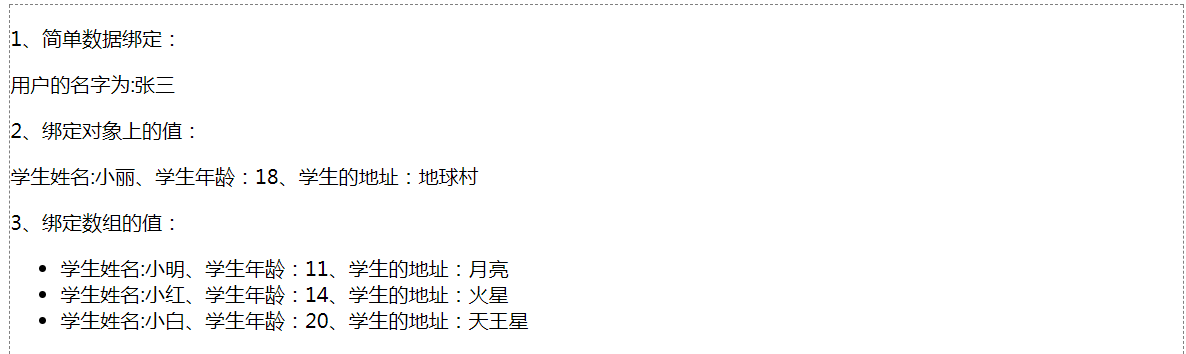 1、简单数据绑定：
用户的名字为:张三
2、绑定对象上的值：
学生姓名:小丽、学生年龄：18、学生的地址：地球村
3、绑定数组的值：
• 学生姓名:小明、学生年龄：11、学生的地址：月亮
• 学生姓名:小红、学生年龄：14、学生的地址：火星
• 学生姓名:小白、学生年龄：20、学生的地址：天王星